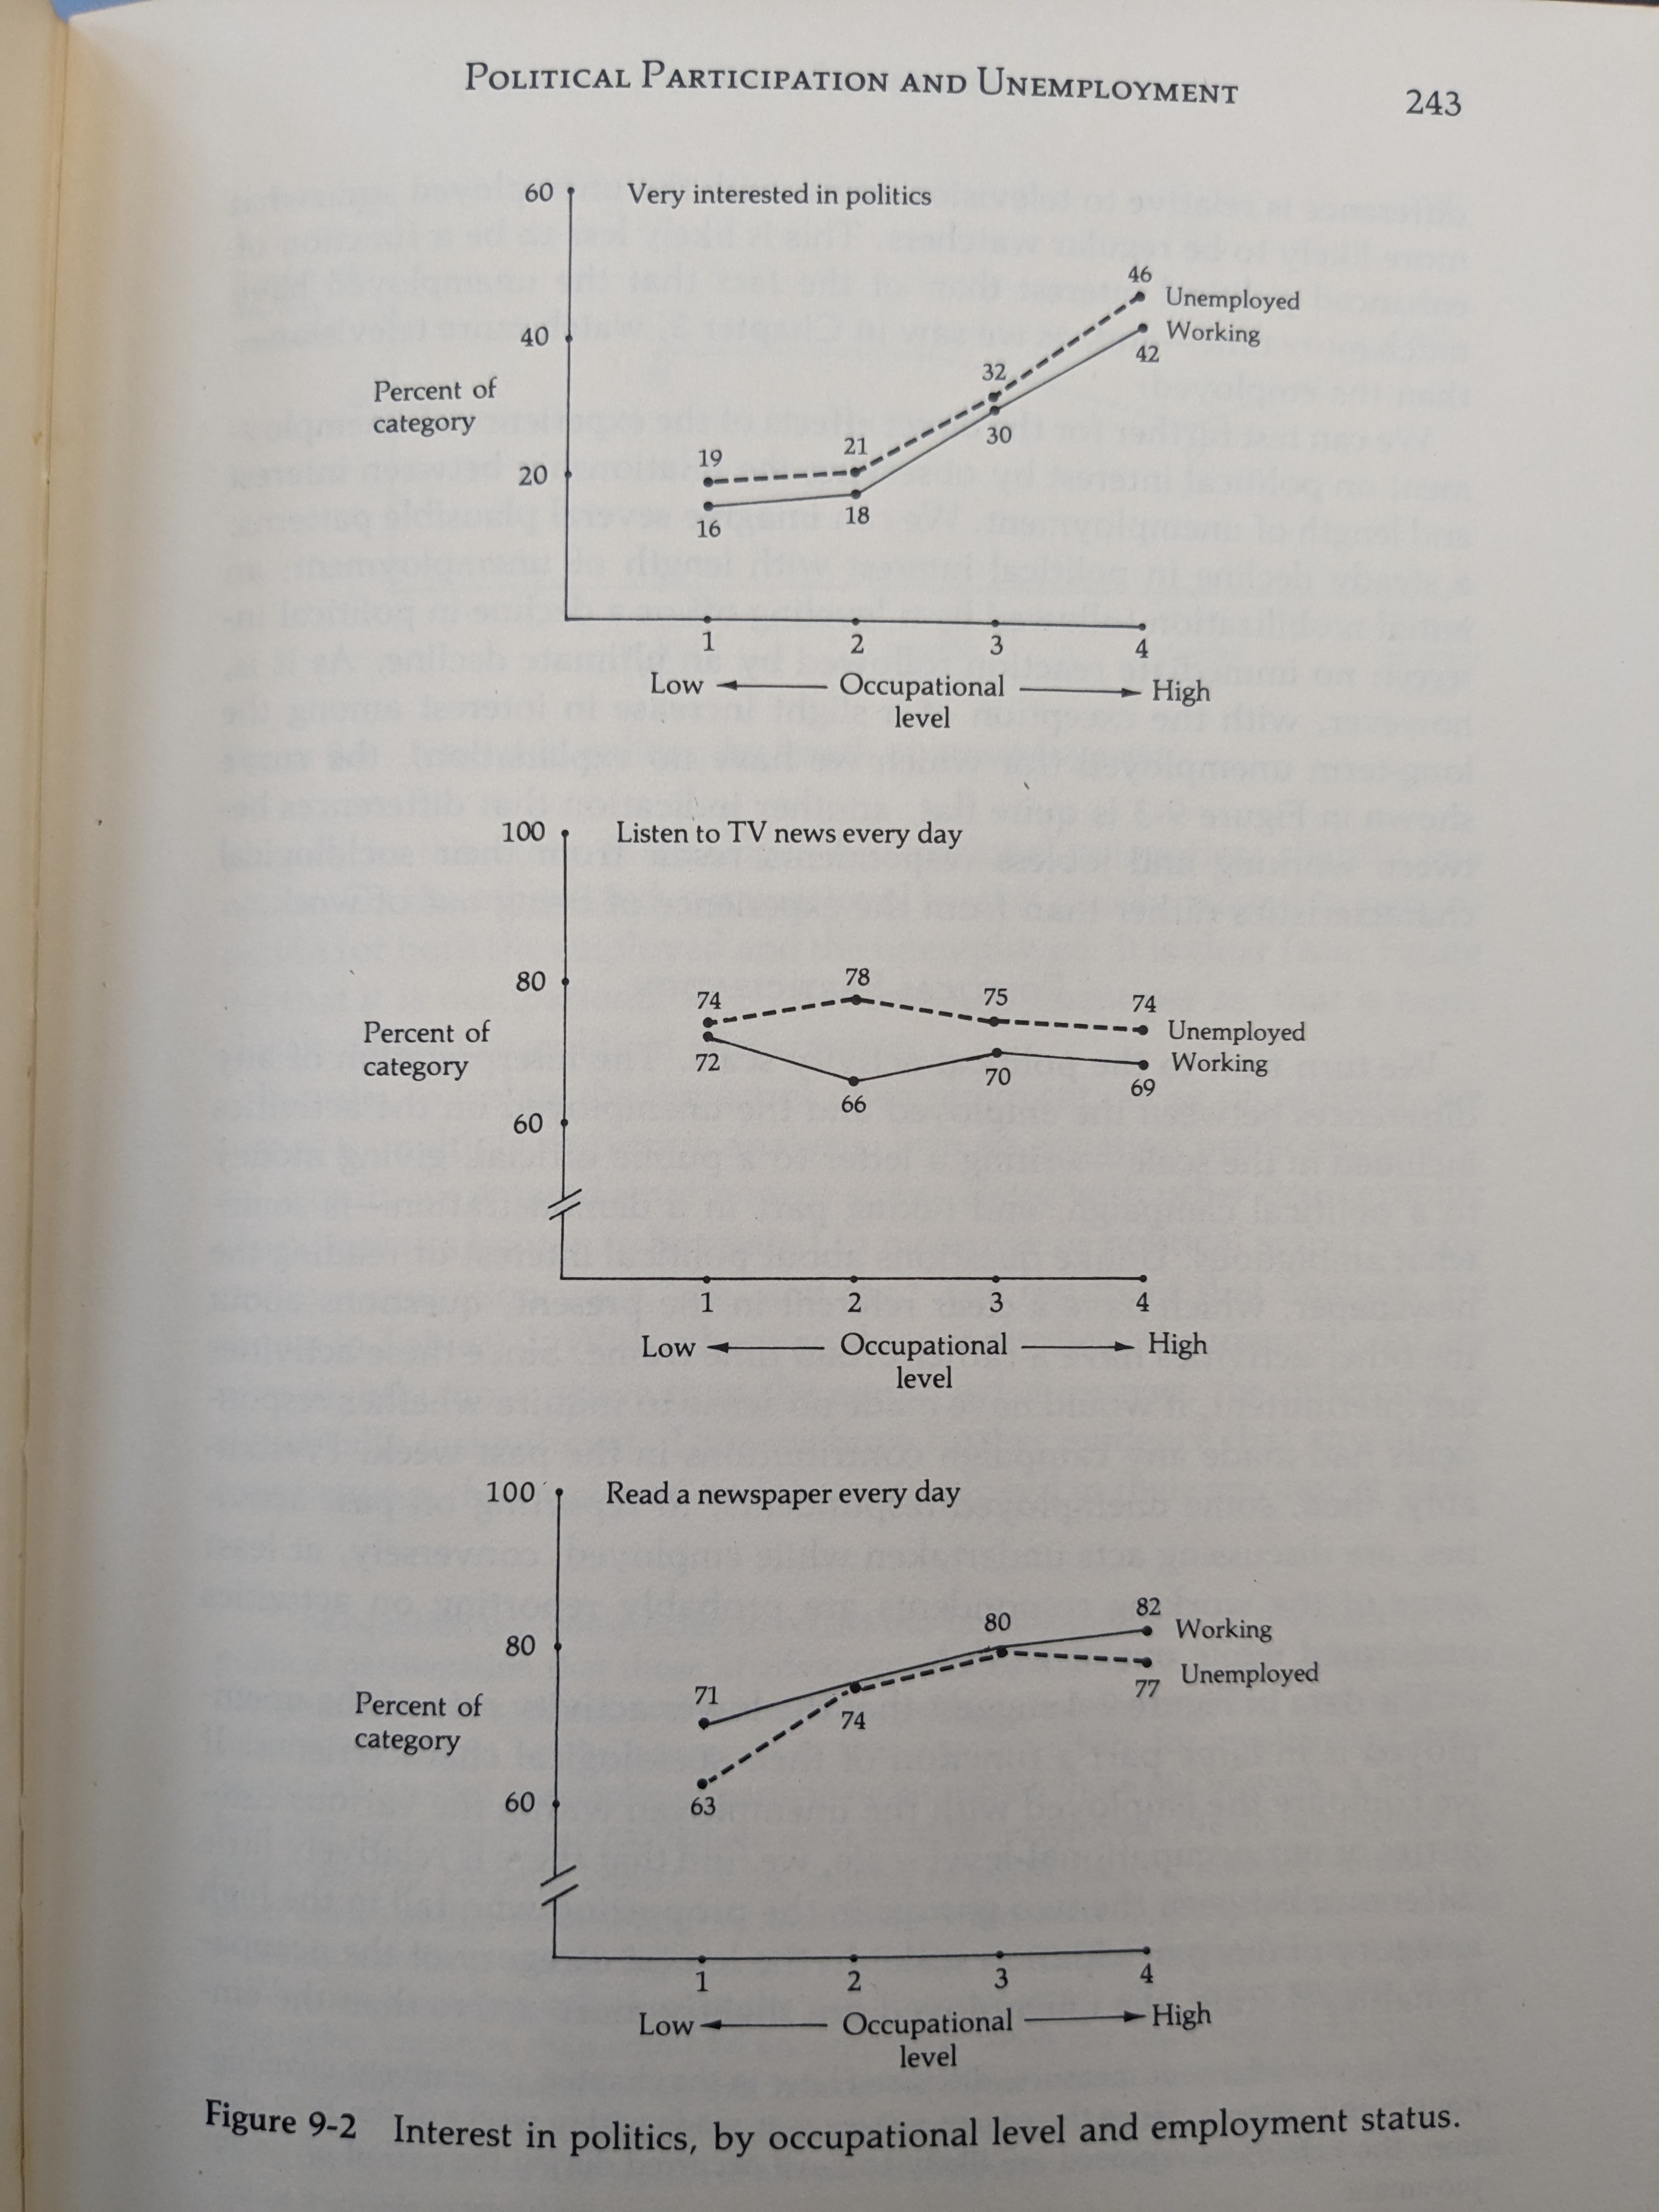 POLITICAL PARTICIPATION AND UNEMPLOYMENT
243
60
Very interested in politics
46
Unemployed
40
Working
42
32
Percent of
category
30
19
21
20
16
18
1 2 3 4
Low Occupational High
level
100
Listen to TV news every day
80
74 78 75 74
Unemployed
Percent of
category
Working
72 66 70 69
60
1 2 3 4
Low Occupational High
level
100
Read a newspaper every day
82
80
Working
80
Unemployed
77
71
74
Percent of
category
60
63
1 2 3 4
Low Occupational High
level
Figure 9-2 Interest in politics, by occupational level and employment status.